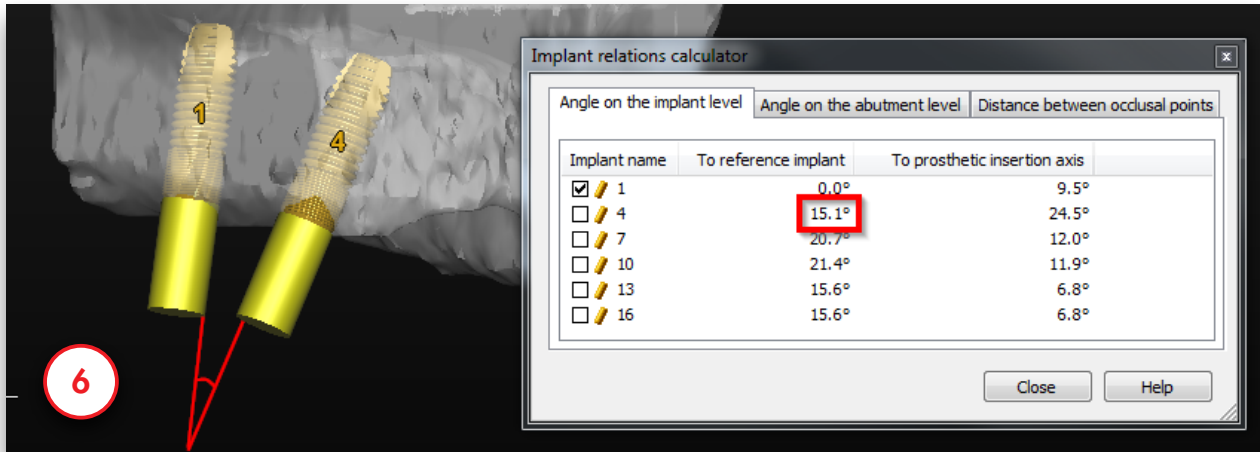 Implant relations calculator
x
Angle on the implant level Angle on the abutment level Distance between occlusal points
Implant name To reference implant To prosthetic insertion axis
1 0.0° 9.5°
4 15.1° 24.5°
7 20.7° 12.0°
10 21.4° 11.9°
13 15.6° 6.8°
16 15.6° 6.8°
Close Help
1
4
6